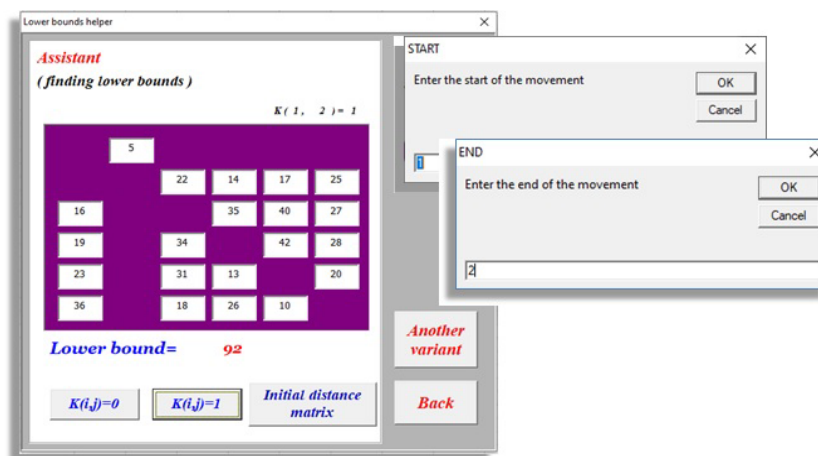 Lower bounds helper
Assistant
( finding lower bounds )
K ( 1 , 2 ) = 1
5
22 14 17 25
16 35 40 27
19 34 42 28
23 31 13 20
36 18 26 10
Lower bound= 92
K(i,j)=0
K(i,j)=1
Initial distance
matrix
Another
variant
Back
START
Enter the start of the movement
OK
Cancel
1
END
Enter the end of the movement
OK
Cancel
2